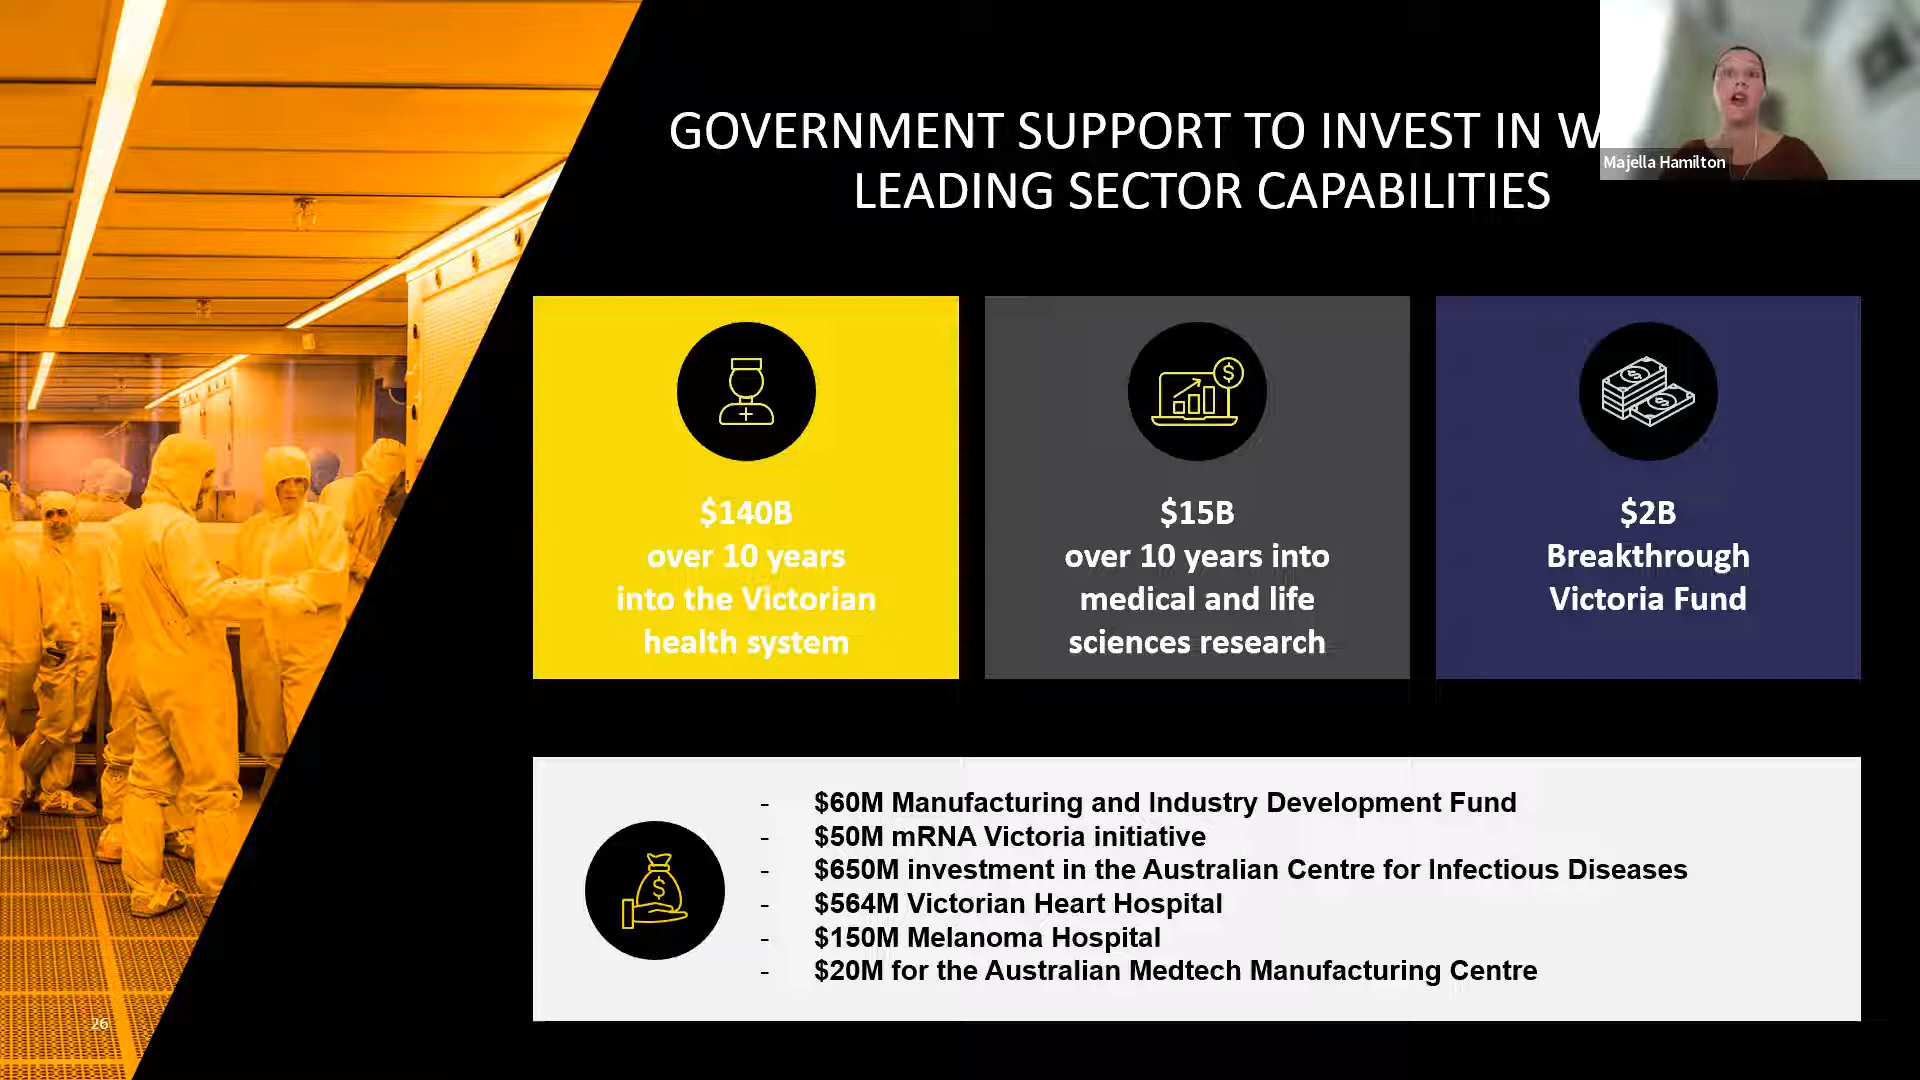 GOVERNMENT SUPPORT TO INVEST IN W
LEADING SECTOR CAPABILITIES
Majella Hamilton
$140B
over 10 years
into the Victorian
health system
$15B
over 10 years into
medical and life
sciences research
$2B
Breakthrough
Victoria Fund
- $60M Manufacturing and Industry Development Fund
- $50M mRNA Victoria initiative
- $650M investment in the Australian Centre for Infectious Diseases
- $564M Victorian Heart Hospital
- $150M Melanoma Hospital
- $20M for the Australian Medtech Manufacturing Centre
26